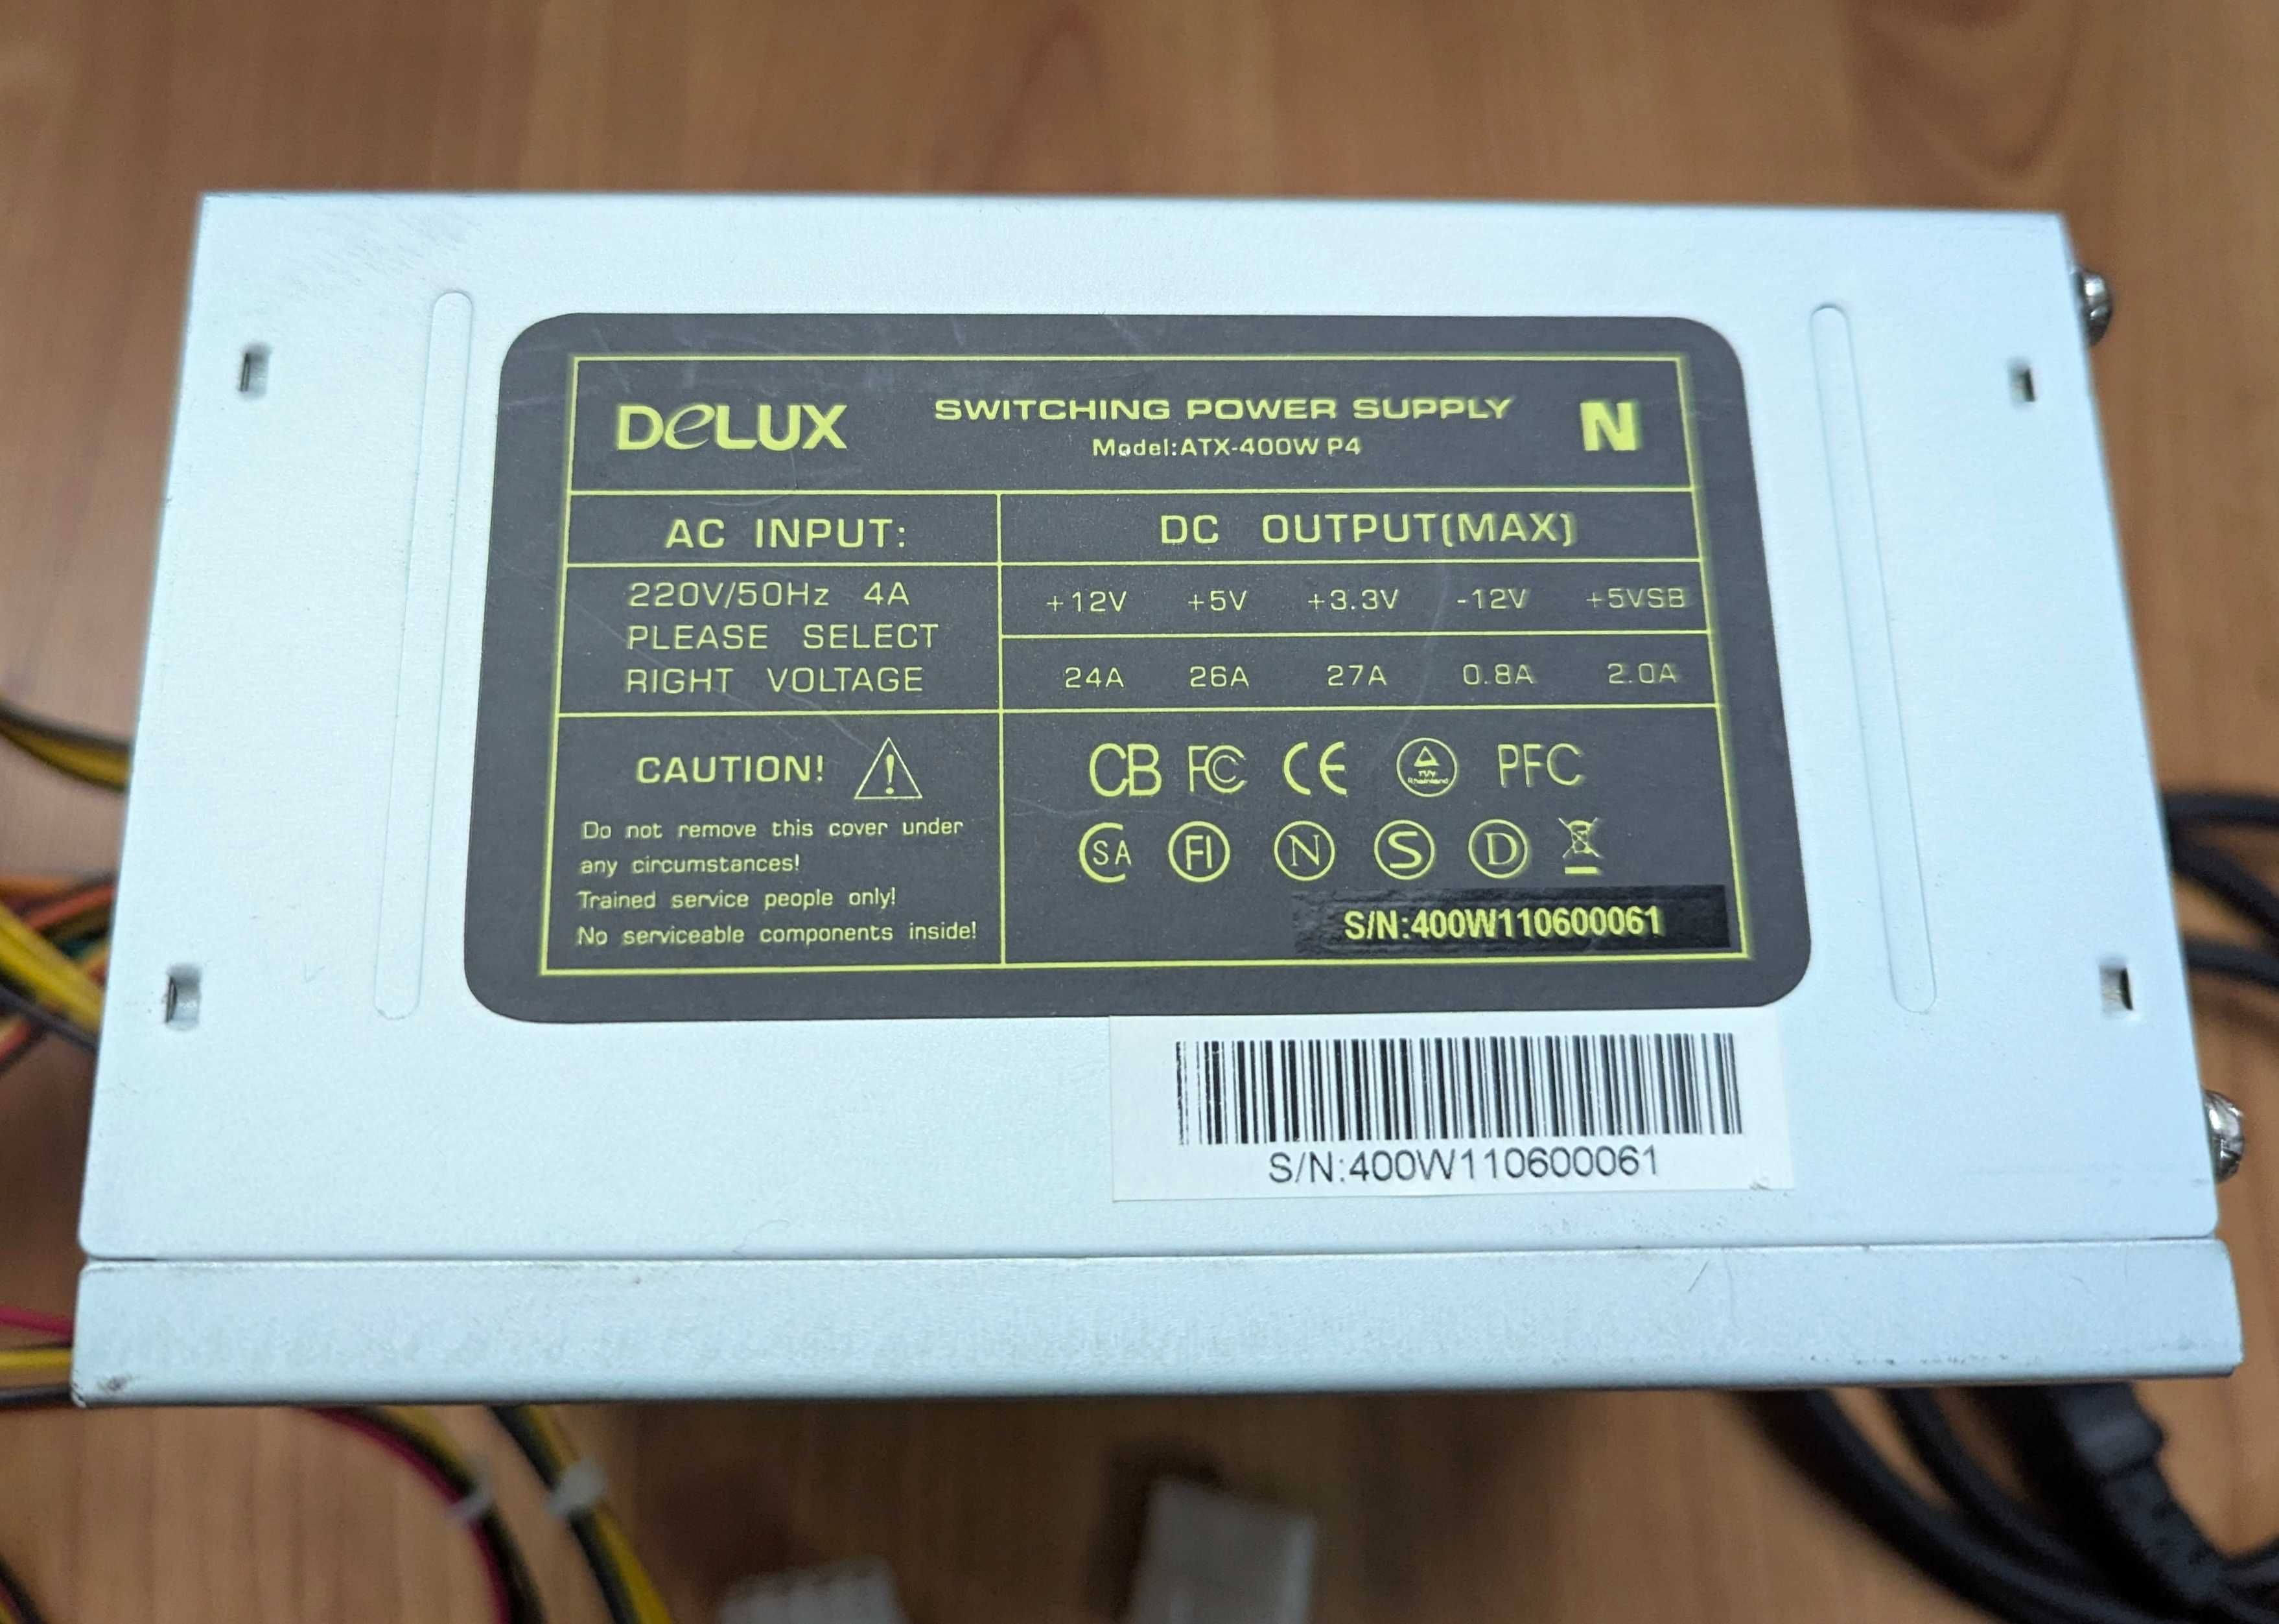 DeLUX
SWITCHING POWER SUPPLY
Model:ATX-400W P4
N
AC INPUT:
220V/50Hz 4A
PLEASE SELECT
RIGHT VOLTAGE
DC OUTPUT(MAX)
+12V +5V +3.3V -12V +5VSB
24A 26A 27A 0.8A 2.0A
CAUTION!
Do not remove this cover under
any circumstances!
Trained service people only!
No serviceable components inside!
CB FC CE TUV Rheinland PFC
SA FI N S D
S/N:400W110600061
S/N:400W110600061